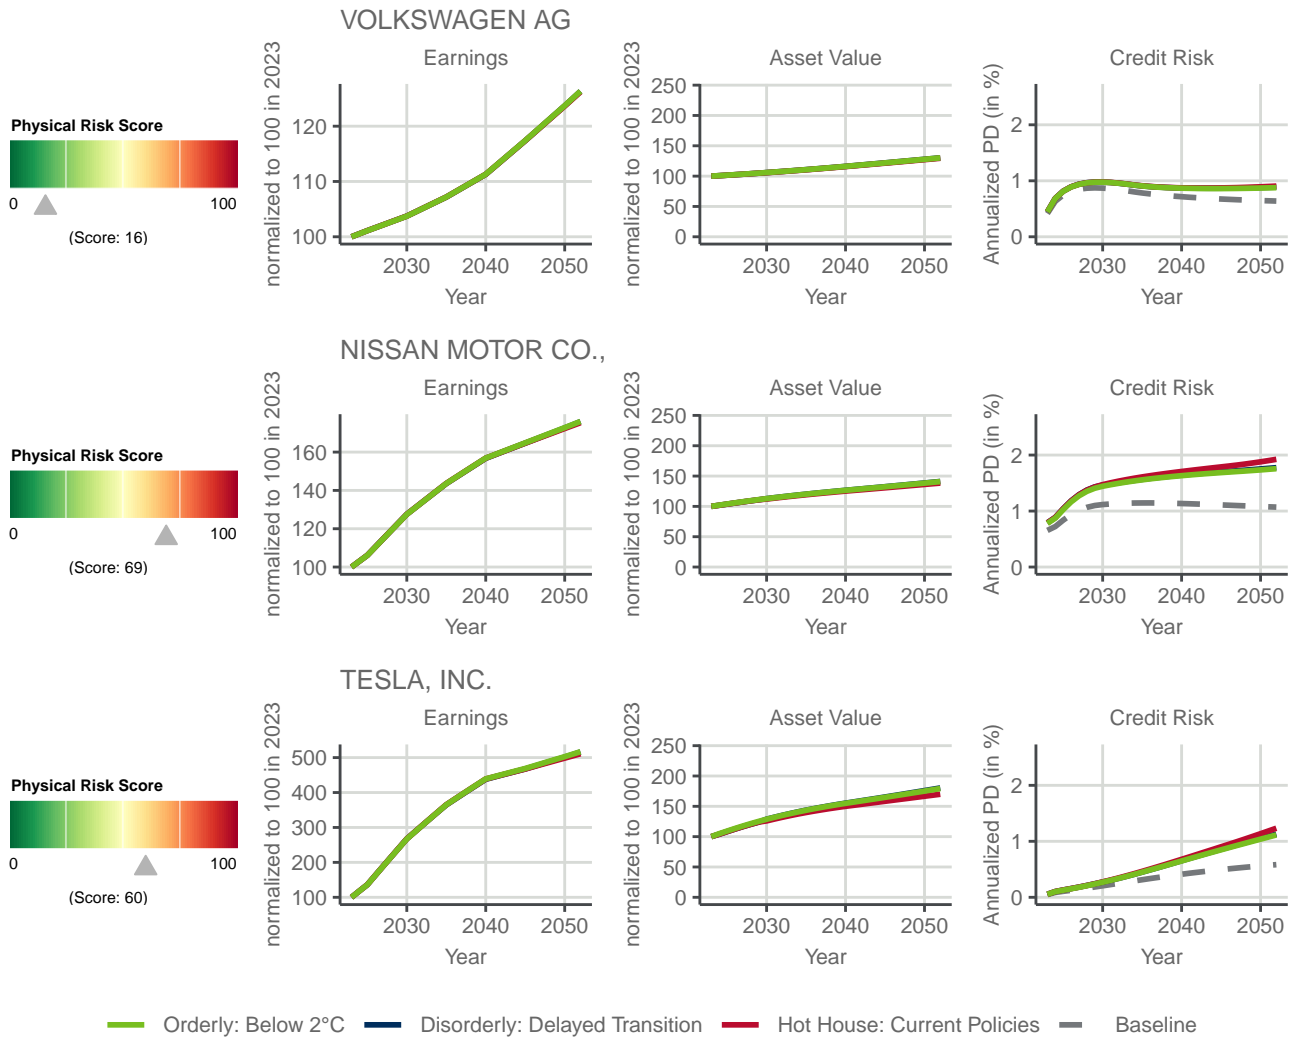 VOLKSWAGEN AG
Physical Risk Score
0 100
(Score: 16)
Earnings
normalized to 100 in 2023
120
110
100
2030 2040 2050
Year
Asset Value
normalized to 100 in 2023
250
200
150
100
50
0
2030 2040 2050
Year
Credit Risk
Annualized PD (in %)
2
1
0
2030 2040 2050
Year
NISSAN MOTOR CO.,
Physical Risk Score
0 100
(Score: 69)
Earnings
normalized to 100 in 2023
160
140
120
100
2030 2040 2050
Year
Asset Value
normalized to 100 in 2023
250
200
150
100
50
0
2030 2040 2050
Year
Credit Risk
Annualized PD (in %)
2
1
0
2030 2040 2050
Year
TESLA, INC.
Physical Risk Score
0 100
(Score: 60)
Earnings
normalized to 100 in 2023
500
400
300
200
100
2030 2040 2050
Year
Asset Value
normalized to 100 in 2023
250
200
150
100
50
0
2030 2040 2050
Year
Credit Risk
Annualized PD (in %)
2
1
0
2030 2040 2050
Year
Orderly: Below 2°C Disorderly: Delayed Transition Hot House: Current Policies Baseline